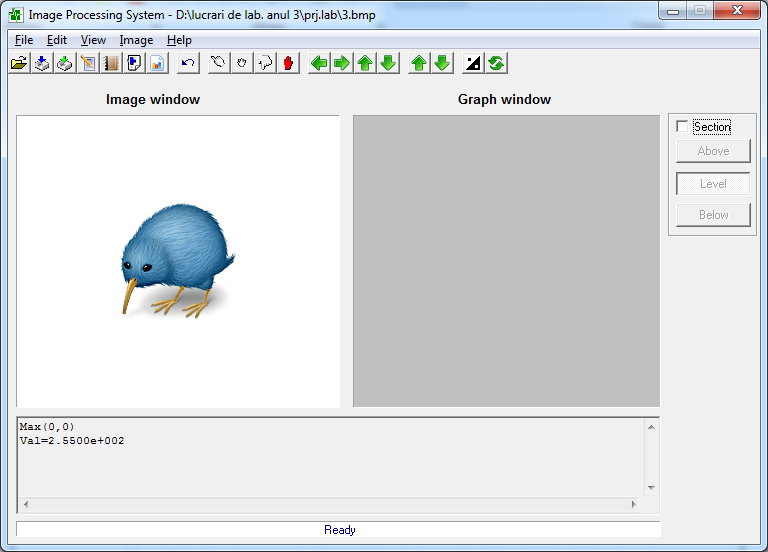 Image Processing System - D:\lucrari de lab. anul 3\prj.lab\3.bmp
File Edit View Image Help
Image window
Graph window
Section
Above
Level
Below
Max(0,0)
Val=2.5500e+002
Ready